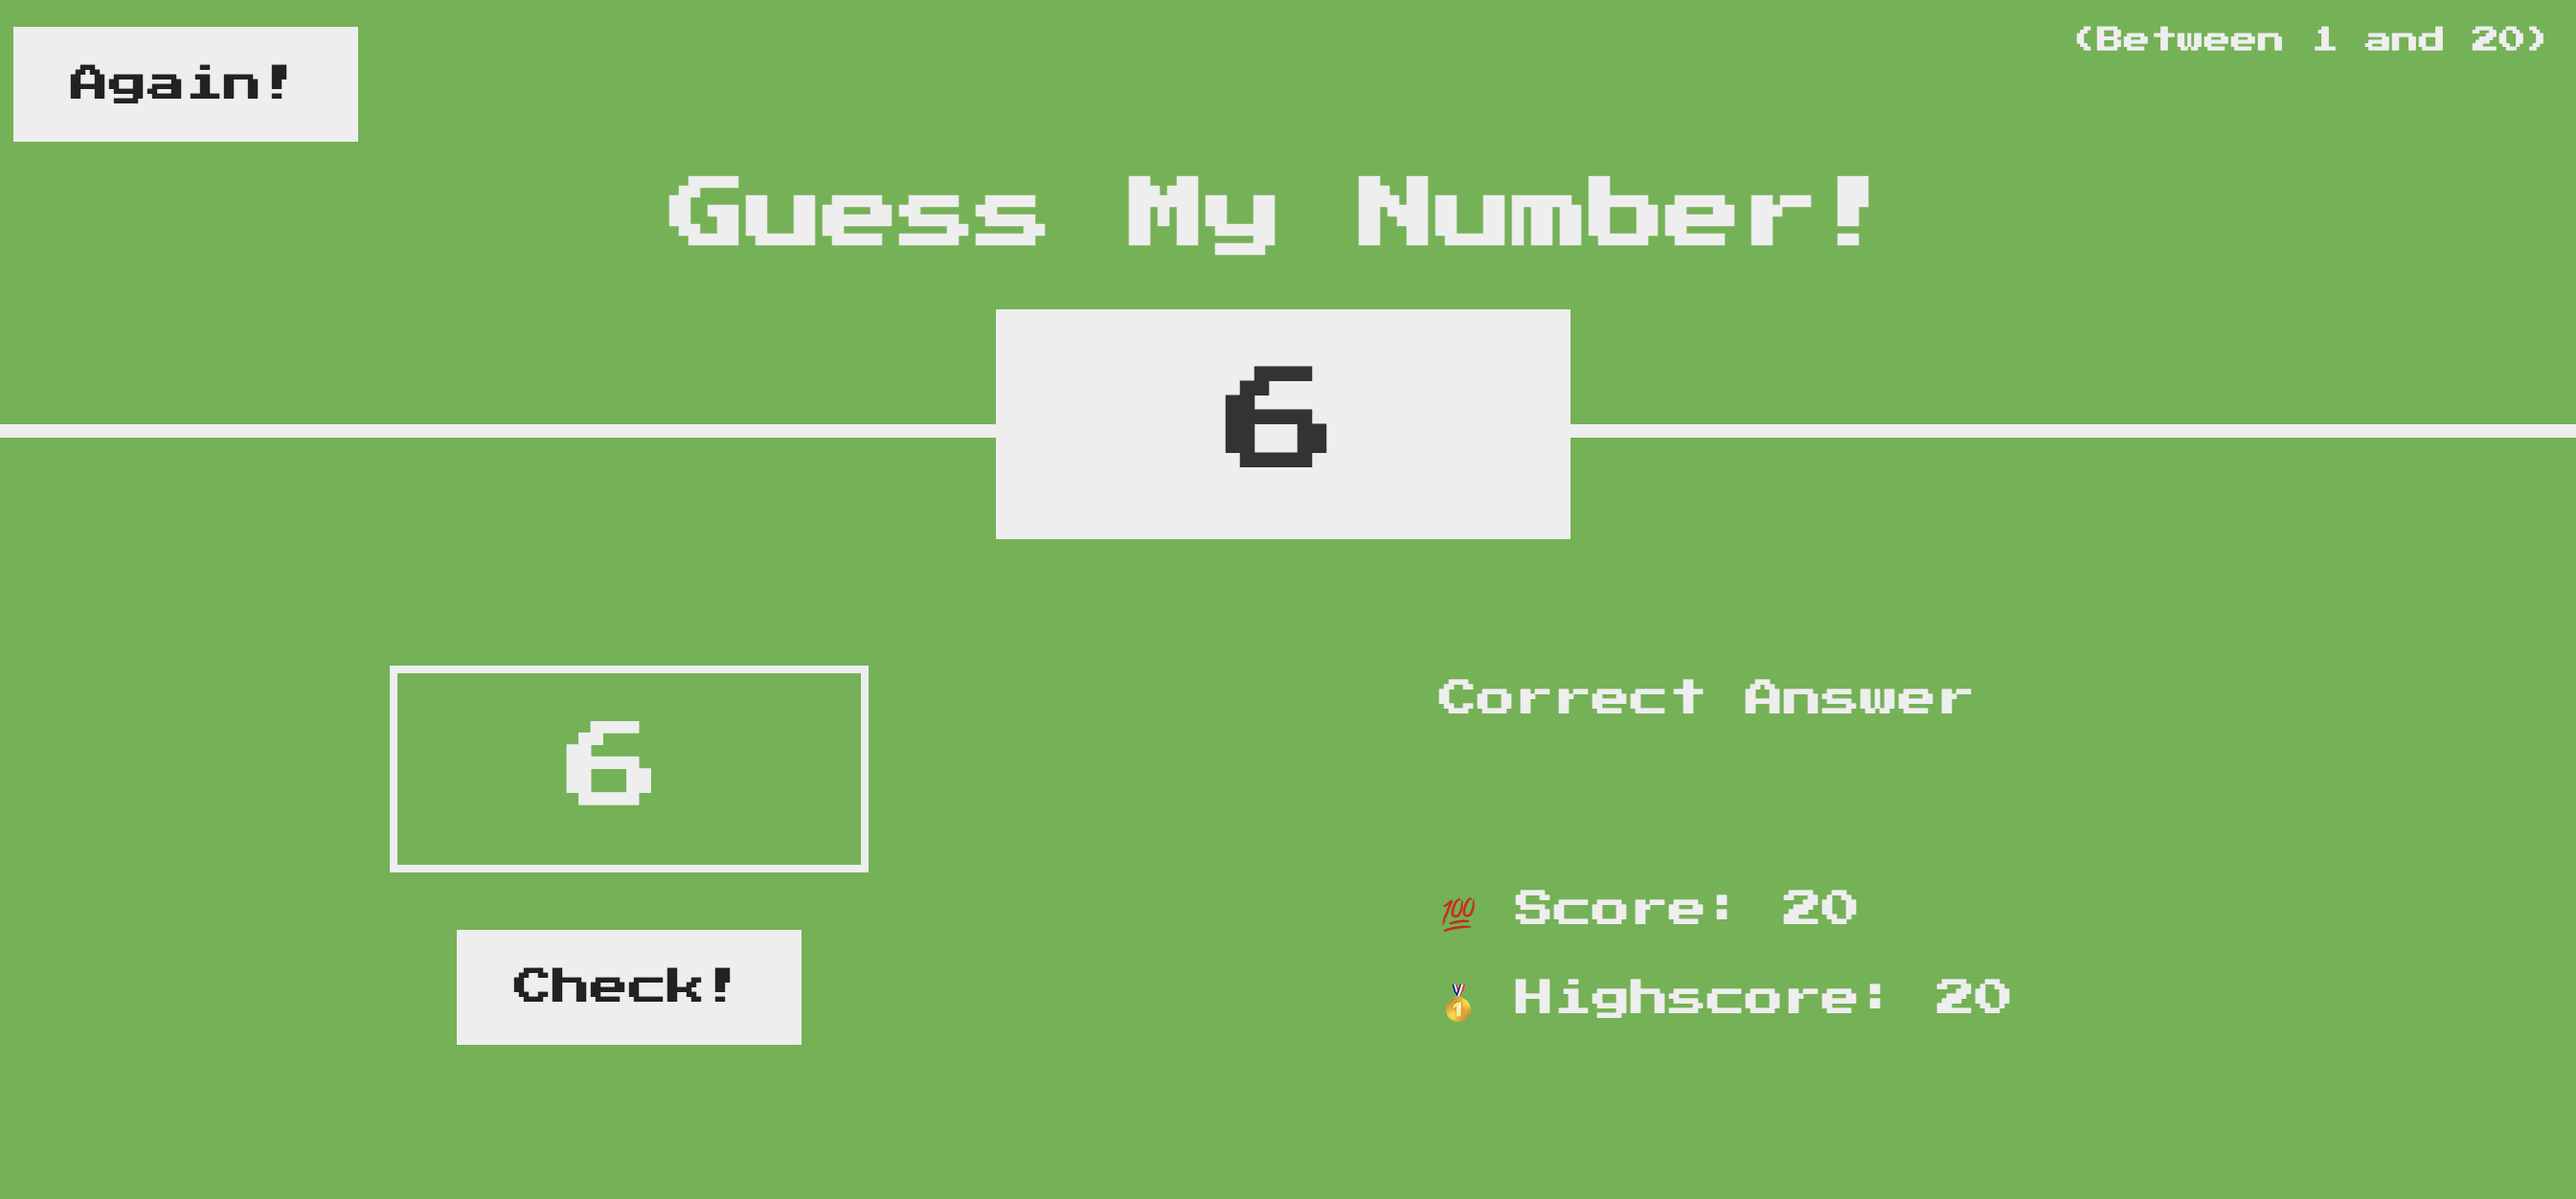 Again!
(Between 1 and 20)
Guess My Number!
6
6
Check!
Correct Answer
💯 Score: 20
🥇 Highscore: 20